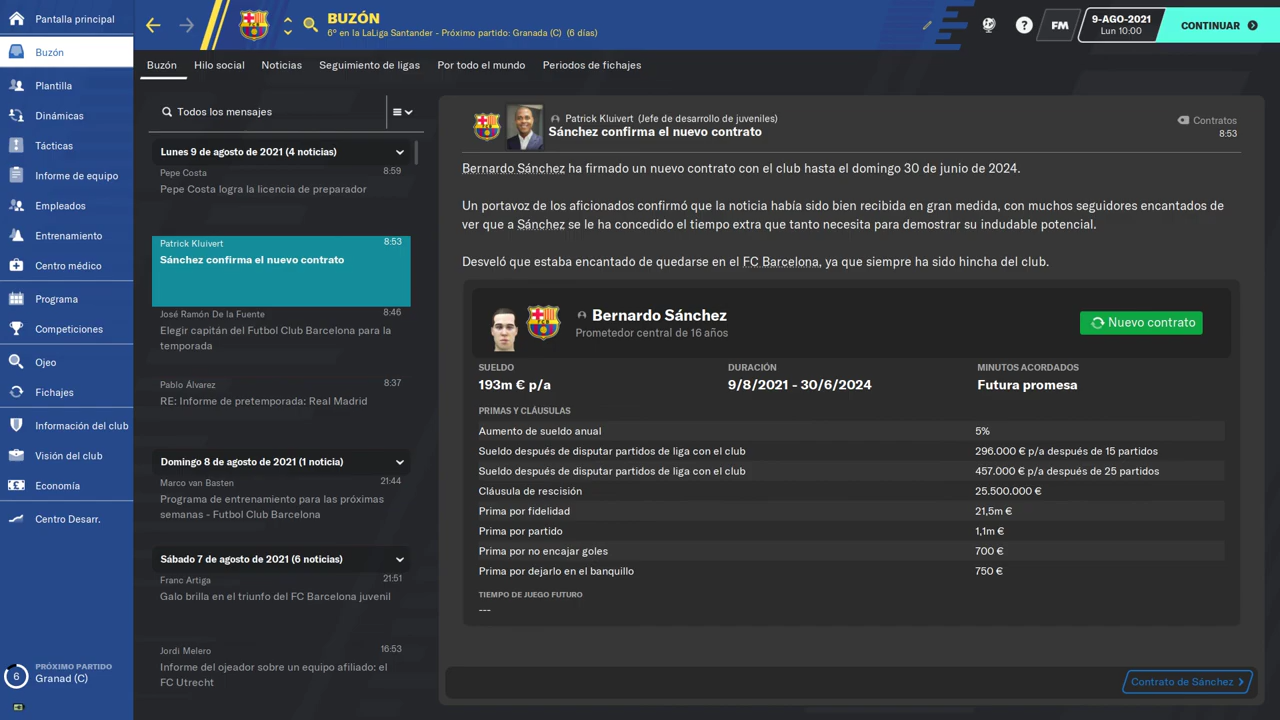 Pantalla principal
Buzón
Plantilla
Dinámicas
Tácticas
Informe de equipo
Empleados
Entrenamiento
Centro médico
Programa
Competiciones
Ojeo
Fichajes
Información del club
Visión del club
Economía
Centro Desarr.
6
PRÓXIMO PARTIDO
Granad (C)
BUZÓN
6º en la LaLiga Santander - Próximo partido: Granada (C) (6 días)
?
FM
9-AGO-2021
Lun 10:00
CONTINUAR
Buzón
Hilo social
Noticias
Seguimiento de ligas
Por todo el mundo
Periodos de fichajes
Todos los mensajes
Lunes 9 de agosto de 2021 (4 noticias)
Pepe Costa 8:59
Pepe Costa logra la licencia de preparador
Patrick Kluivert 8:53
Sánchez confirma el nuevo contrato
José Ramón De la Fuente 8:46
Elegir capitán del Futbol Club Barcelona para la
temporada
Pablo Álvarez 8:37
RE: Informe de pretemporada: Real Madrid
Domingo 8 de agosto de 2021 (1 noticia)
Marco van Basten 21:44
Programa de entrenamiento para las próximas
semanas - Futbol Club Barcelona
Sábado 7 de agosto de 2021 (6 noticias)
Franc Artiga 21:51
Galo brilla en el triunfo del FC Barcelona juvenil
Jordi Melero 16:53
Informe del ojeador sobre un equipo afiliado: el
FC Utrecht
Patrick Kluivert (Jefe de desarrollo de juveniles)
Sánchez confirma el nuevo contrato
Contratos
8:53
Bernardo Sánchez ha firmado un nuevo contrato con el club hasta el domingo 30 de junio de 2024.
Un portavoz de los aficionados confirmó que la noticia había sido bien recibida en gran medida, con muchos seguidores encantados de
ver que a Sánchez se le ha concedido el tiempo extra que tanto necesita para demostrar su indudable potencial.
Desveló que estaba encantado de quedarse en el FC Barcelona, ya que siempre ha sido hincha del club.
Bernardo Sánchez
Prometedor central de 16 años
Nuevo contrato
SUELDO
193m € p/a
DURACIÓN
9/8/2021 - 30/6/2024
MINUTOS ACORDADOS
Futura promesa
PRIMAS Y CLÁUSULAS
Aumento de sueldo anual 5%
Sueldo después de disputar partidos de liga con el club 296.000 € p/a después de 15 partidos
Sueldo después de disputar partidos de liga con el club 457.000 € p/a después de 25 partidos
Cláusula de rescisión 25.500.000 €
Prima por fidelidad 21,5m €
Prima por partido 1,1m €
Prima por no encajar goles 700 €
Prima por dejarlo en el banquillo 750 €
TIEMPO DE JUEGO FUTURO
---
Contrato de Sánchez